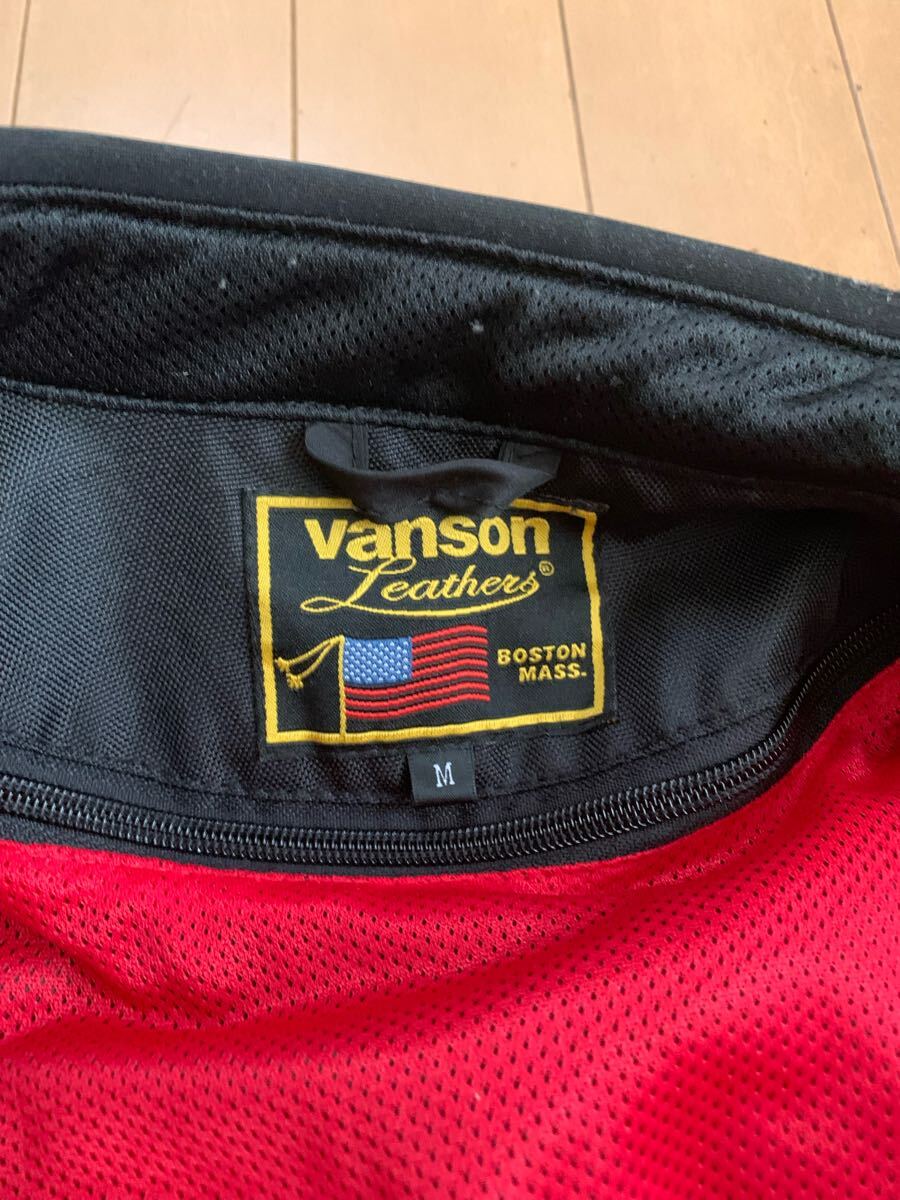 vanson
Leathers®
BOSTON
MASS.
M